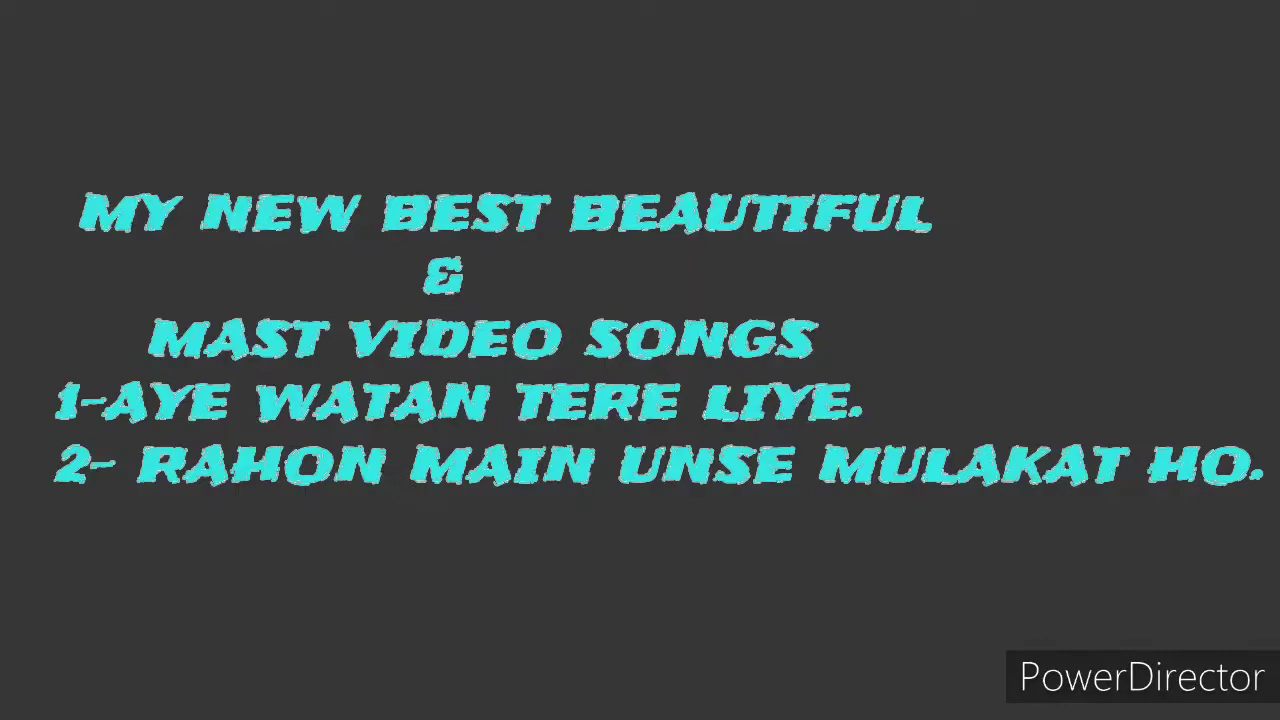 MY NEW BEST BEAUTIFUL
&
MAST VIDEO SONGS
1-AYE WATAN TERE LIYE.
2- RAHON MAIN UNSE MULAKAT HO.
PowerDirector